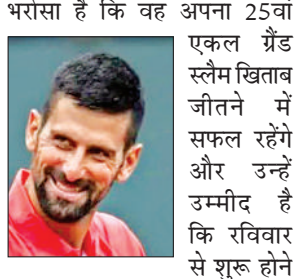 भरोसा है कि वह अपना 25वां
एकल ग्रैंड
स्लैम खिताब
जीतने में
सफल रहेंगे
और उन्हें
उम्मीद है
कि रविवार
से शुरू होने